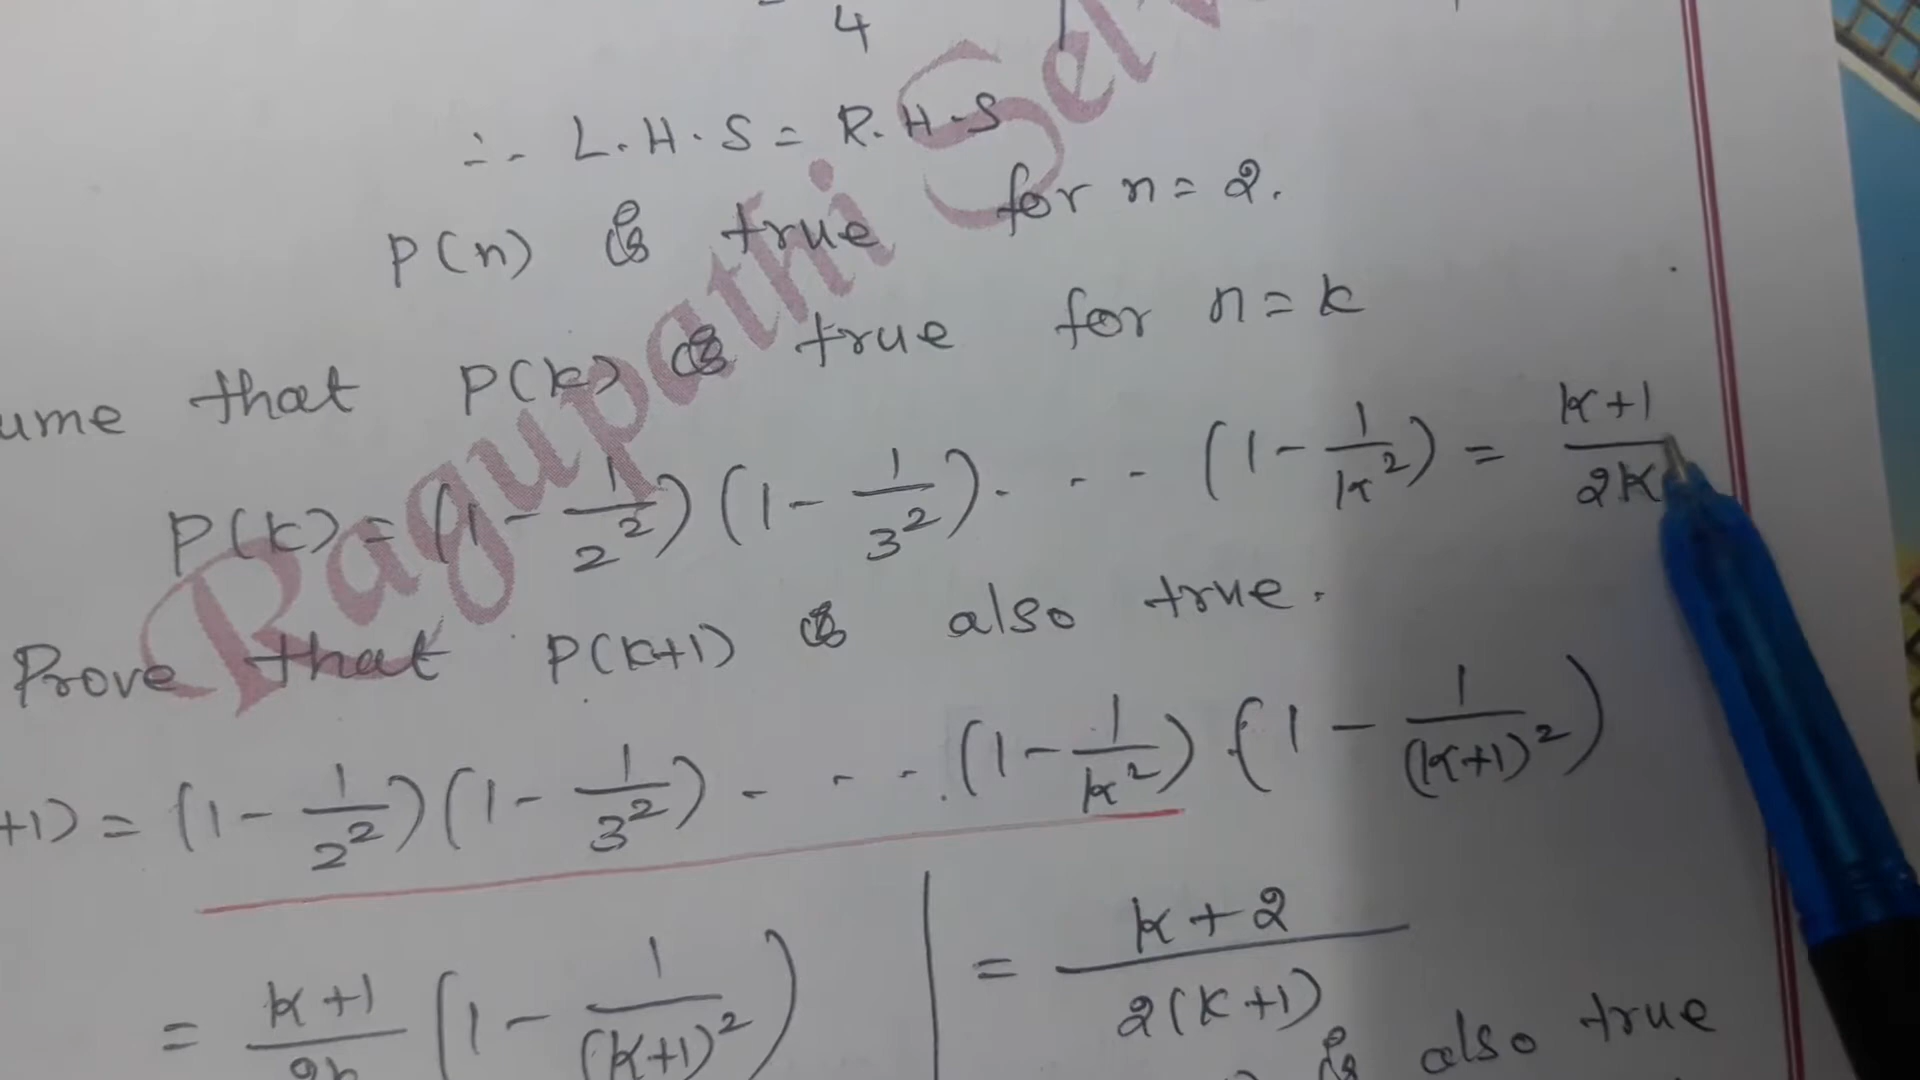 4
∴ L.H.S = R.H.S
P(n) is true for n = 2.
ume that P(k) is true for n = k
P(k) = (1 - 1/2²)(1 - 1/3²) . - - (1 - 1/k²) = k+1/2k
Prove that P(k+1) is also true.
+1) = (1 - 1/2²)(1 - 1/3²) - - - (1 - 1/k²)(1 - 1/(k+1)²)
= k+1/2k (1 - 1/(k+1)²)
= k+2/2(k+1)
is also true
Ragupathi Selv